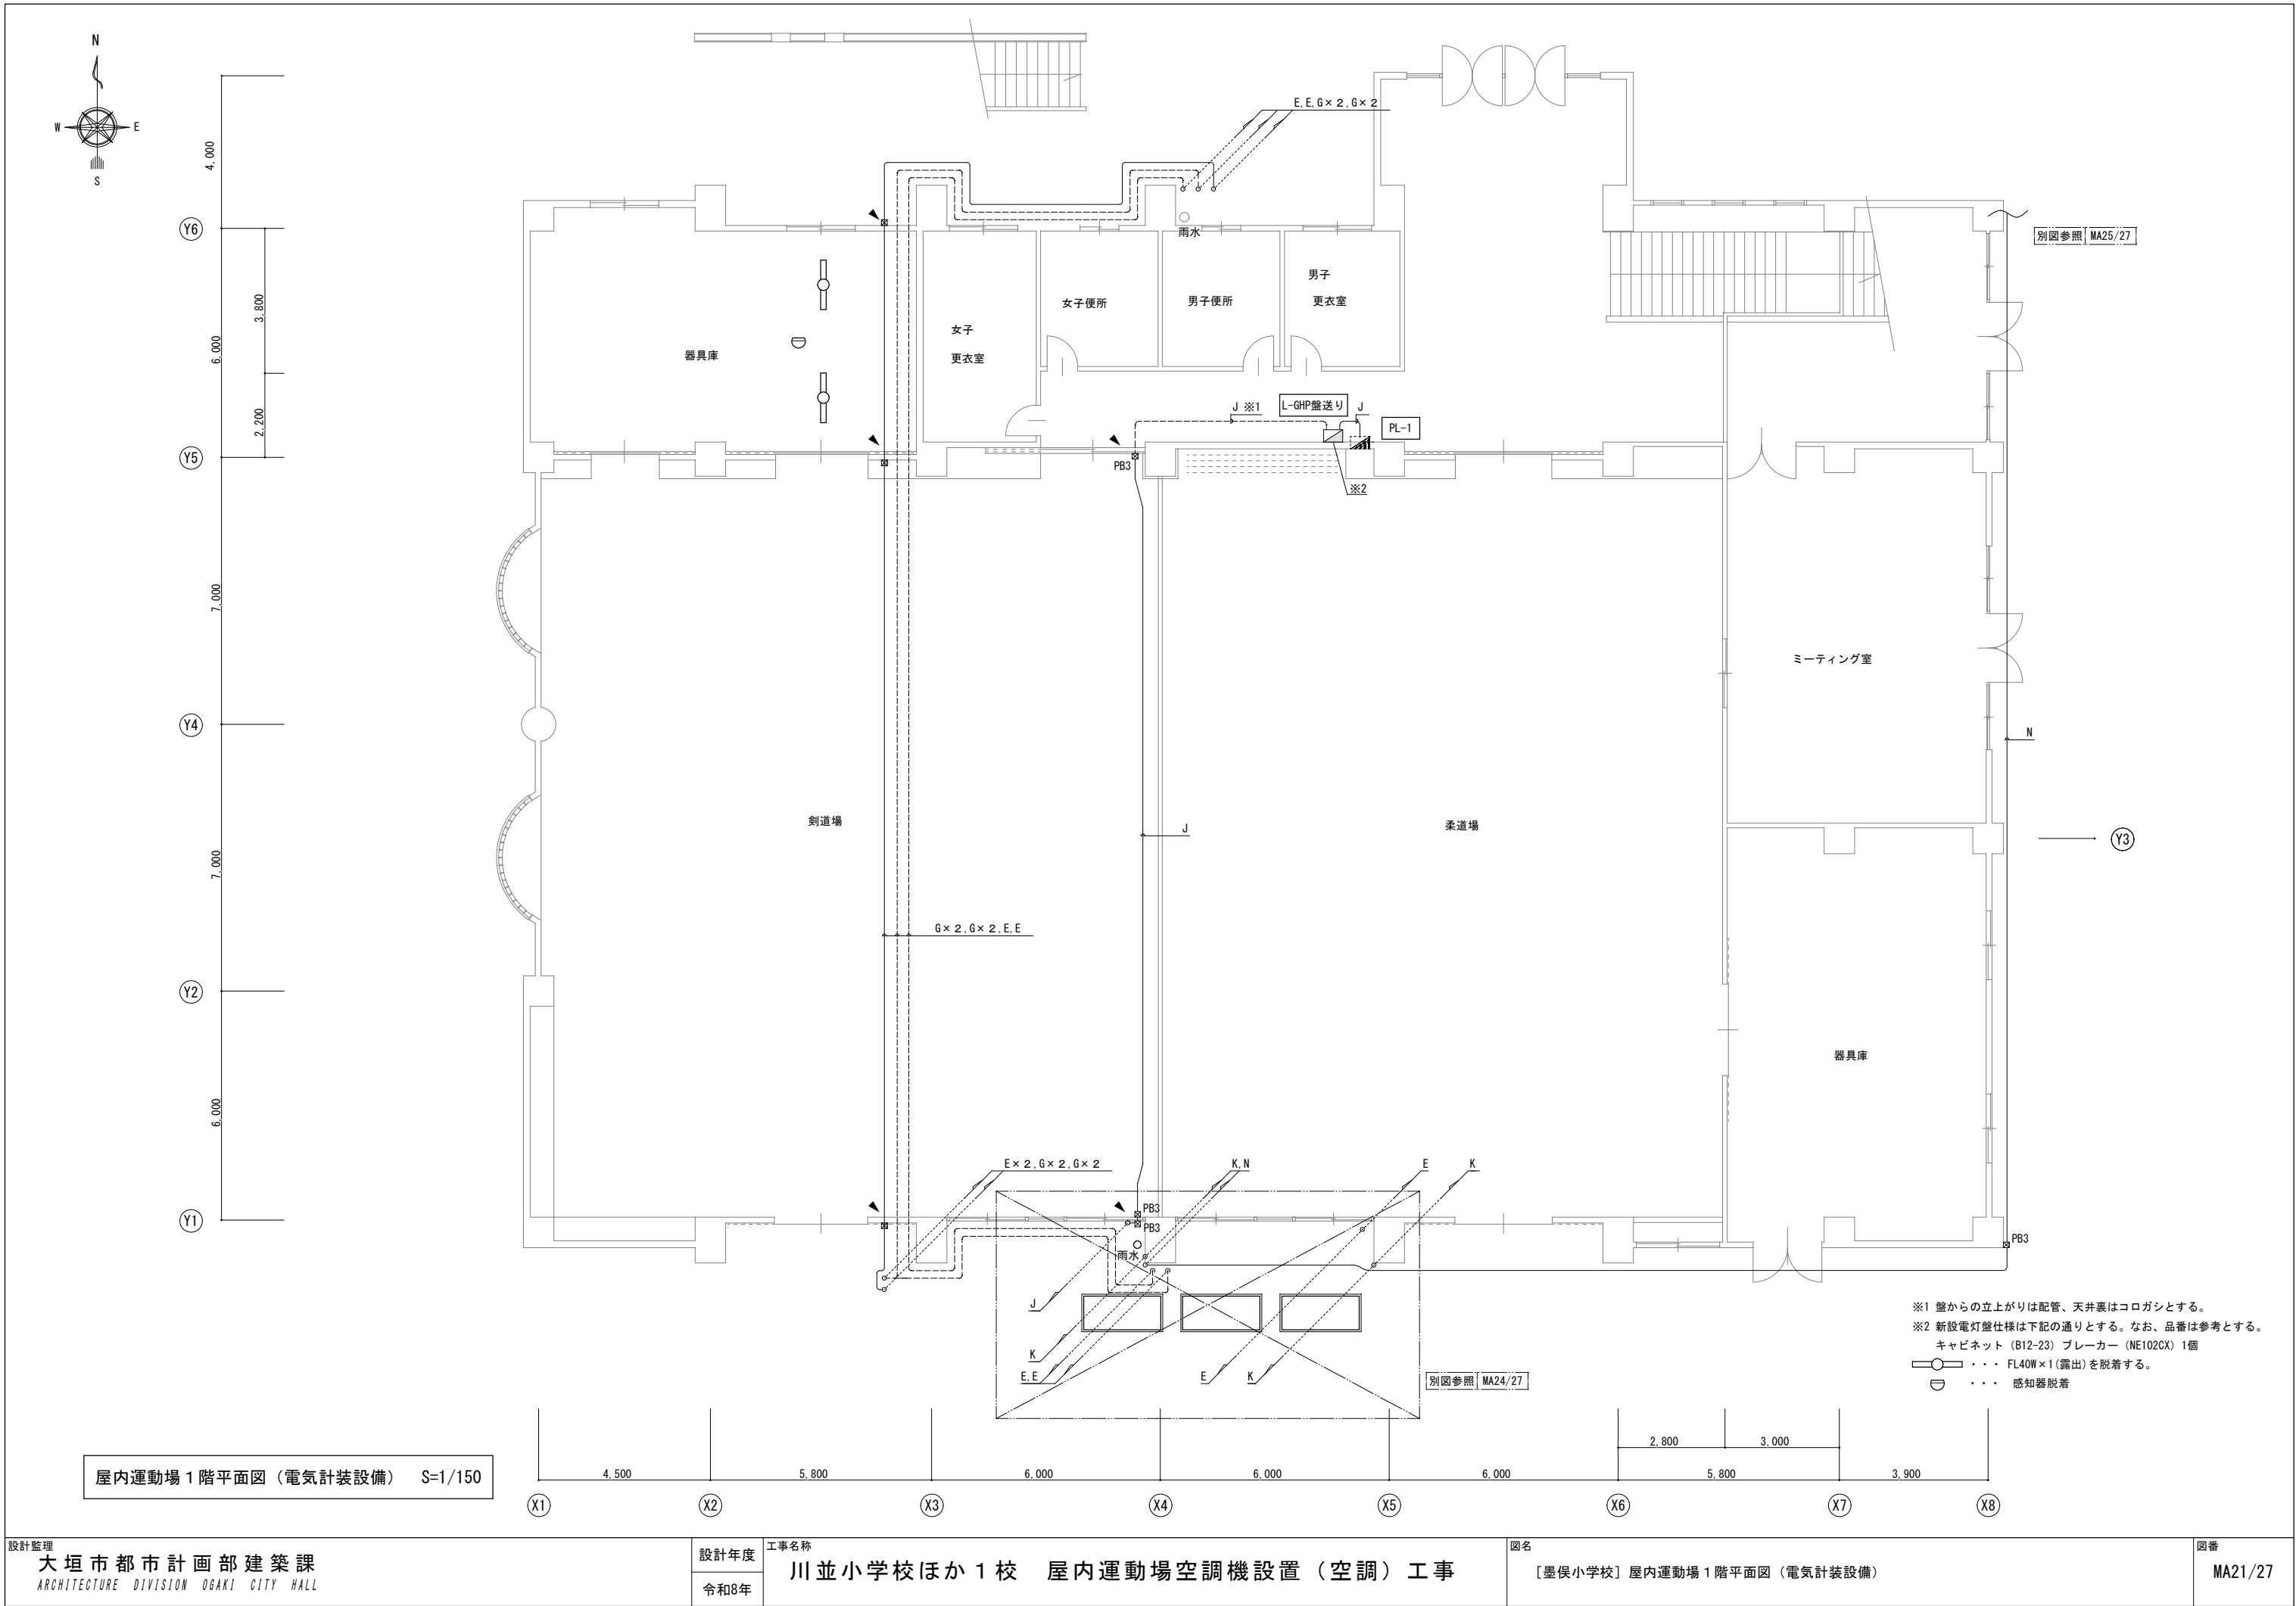 N
W
E
S
4,000
Y6
3,800
6,000
2,200
Y5
7,000
Y4
7,000
Y2
6,000
Y1
E,E,G×2,G×2
雨水
別図参照 MA25/27
器具庫
女子
更衣室
女子便所
男子便所
男子
更衣室
J ※1
L-GHP盤送り
J
PL-1
PB3
※2
ミーティング室
N
剣道場
J
柔道場
Y3
G×2,G×2,E,E
器具庫
E×2,G×2,G×2
K,N
E
K
PB3
PB3
雨水
PB3
J
K
E,E
E
K
別図参照 MA24/27
※1 盤からの立上がりは配管、天井裏はコロガシとする。
※2 新設電灯盤仕様は下記の通りとする。なお、品番は参考とする。
キャビネット（B12-23）ブレーカー（NE102CX）1個
・・・ FL40W×1(露出)を脱着する。
・・・ 感知器脱着
2,800
3,000
4,500
5,800
6,000
6,000
6,000
5,800
3,900
X1
X2
X3
X4
X5
X6
X7
X8
屋内運動場１階平面図（電気計装設備） S=1/150
設計監理
大垣市都市計画部建築課
ARCHITECTURE DIVISION OGAKI CITY HALL
設計年度
令和8年
工事名称
川並小学校ほか１校 屋内運動場空調機設置（空調）工事
図名
［墨俣小学校］屋内運動場１階平面図（電気計装設備）
図番
MA21/27